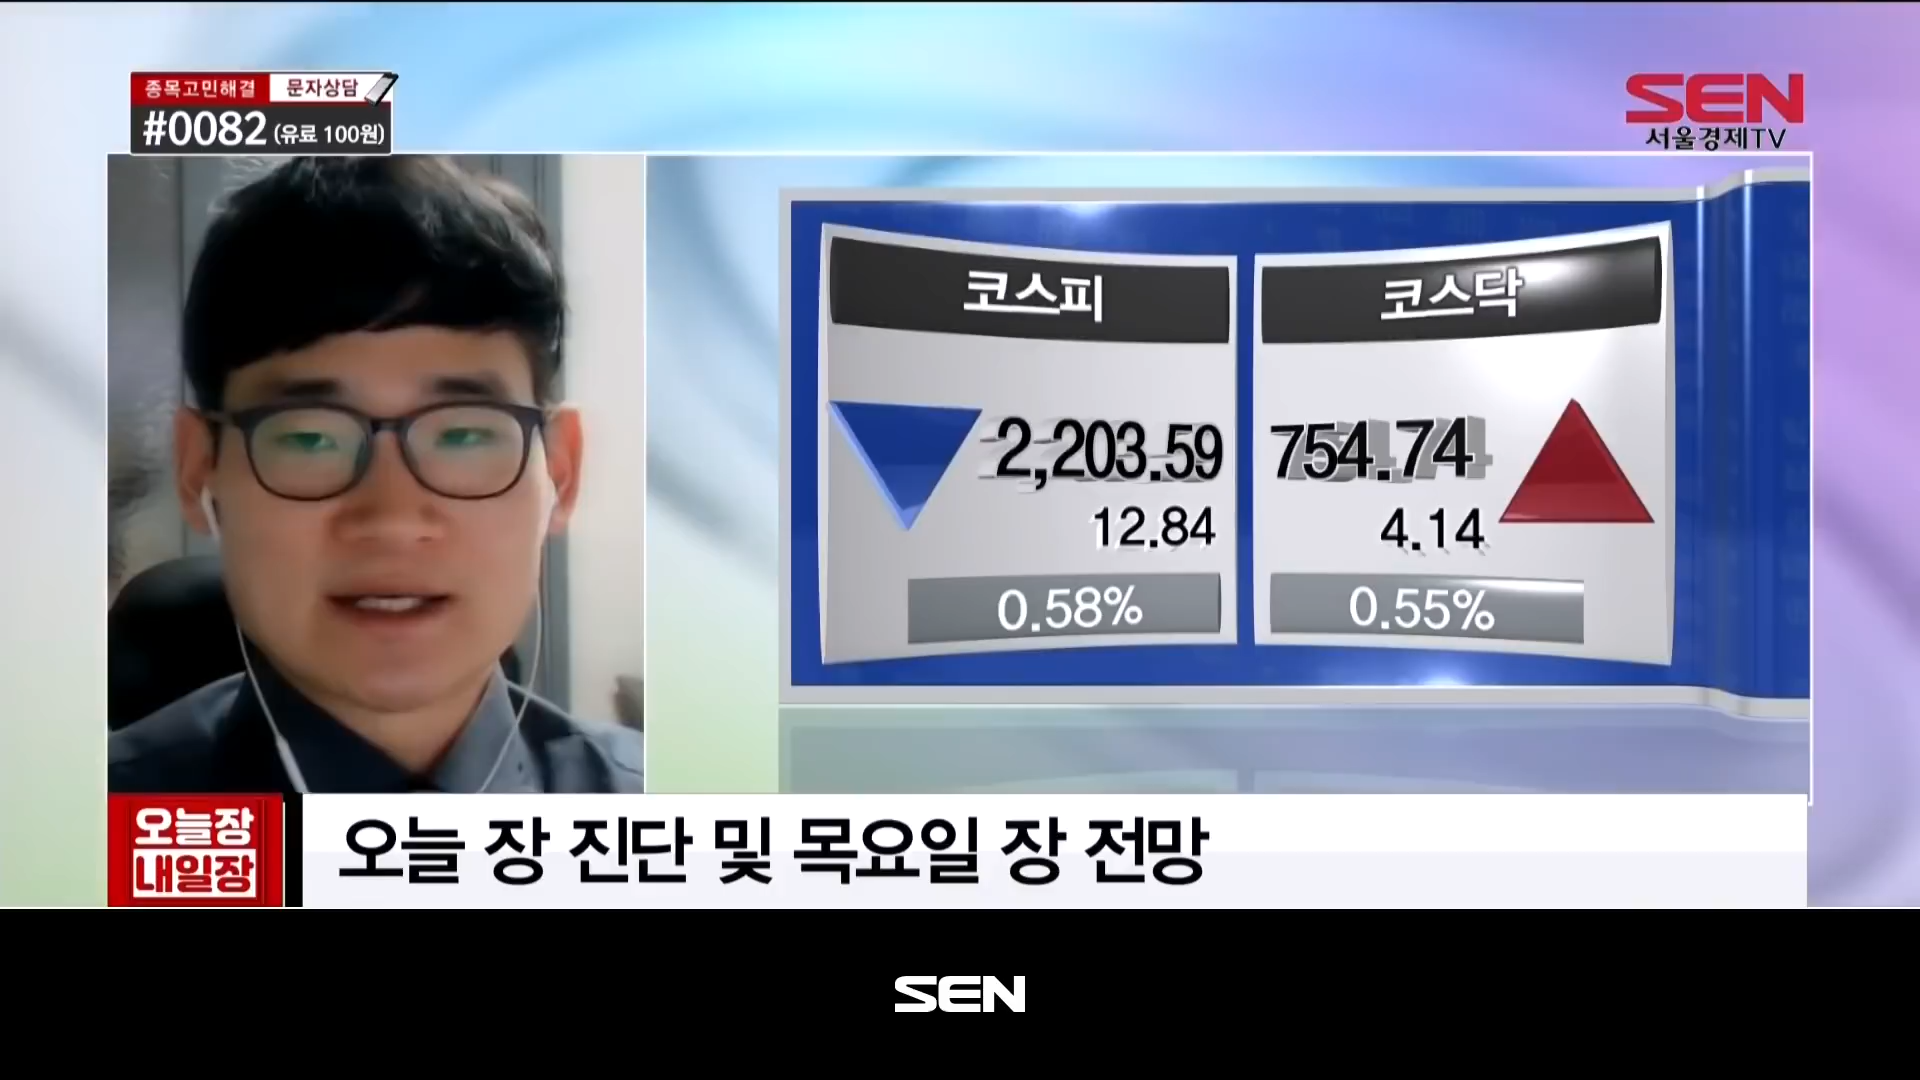 종목고민해결 문자상담
#0082 (유료 100원)
SEN
서울경제TV
코스피
2,203.59
12.84
0.58%
코스닥
754.74
4.14
0.55%
오늘장
내일장
오늘 장 진단 및 목요일 장 전망
SEN